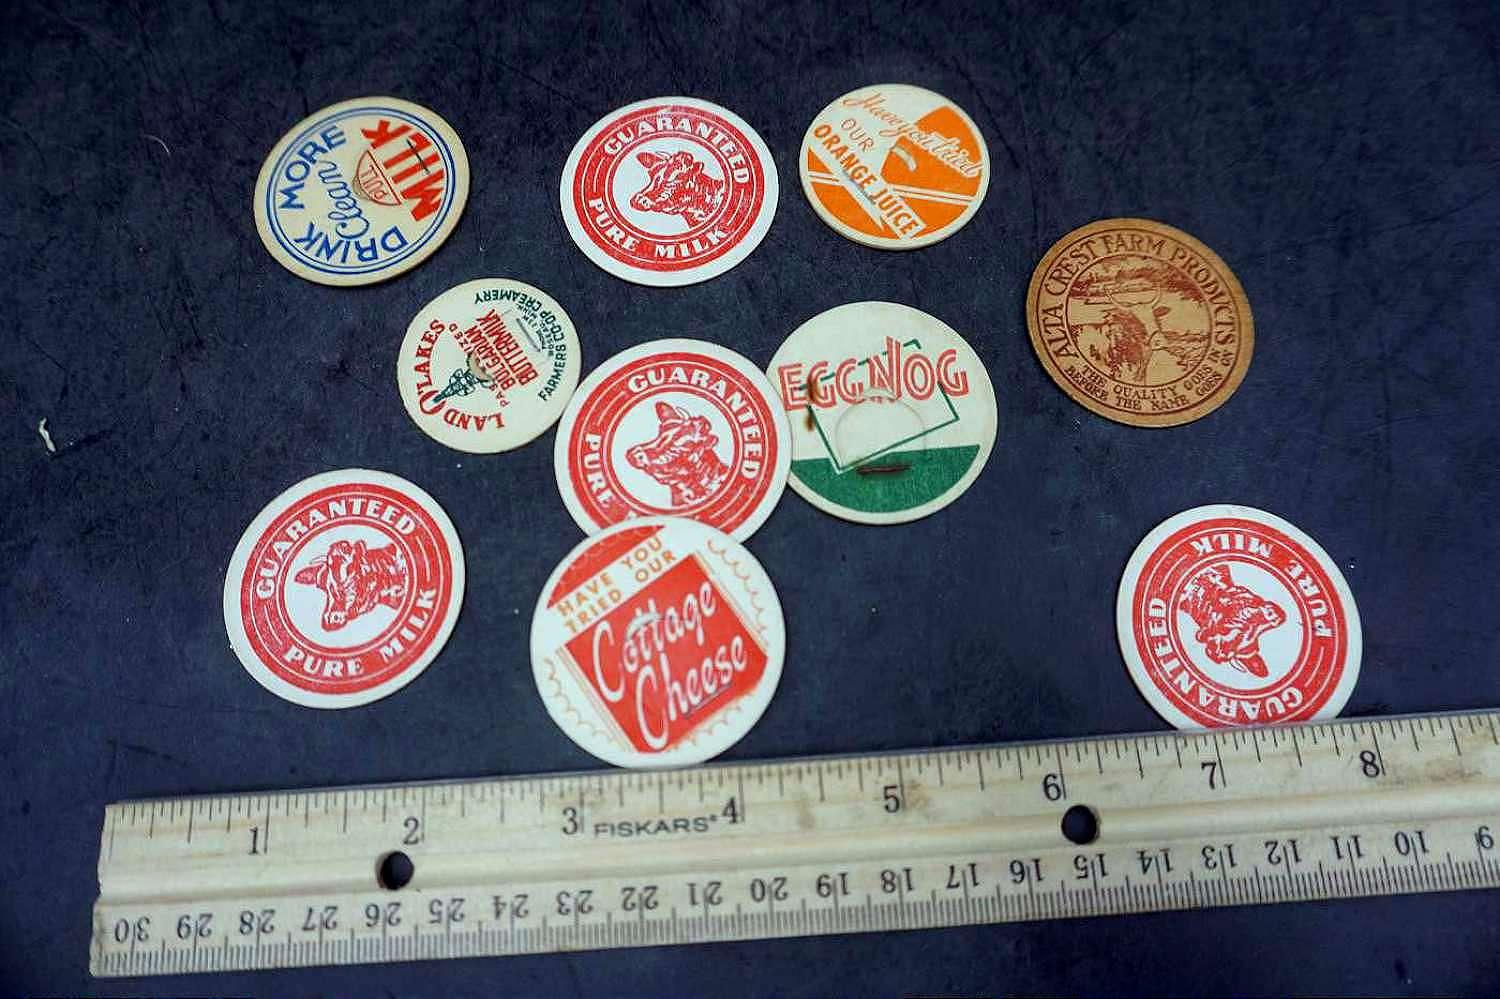 DRINK MORE
Clean
MILK
PULL
GUARANTEED
PURE MILK
Have you tried
OUR
ORANGE JUICE
ALTA CREST FARM PRODUCTS
THE QUALITY GOES IN
BEFORE THE NAME GOES ON
LAND O'LAKES
BULGARIAN
BUTTERMILK
FARMERS CO-OP CREAMERY
GUARANTEED
PURE
EGG NOG
GUARANTEED
PURE MILK
HAVE YOU
TRIED OUR
Cottage
Cheese
GUARANTEED
PURE MILK
1 2 3 FISKARS® 4 5 6 7 8
30 29 28 27 26 25 24 23 22 21 20 19 18 17 16 15 14 13 12 11 10 9